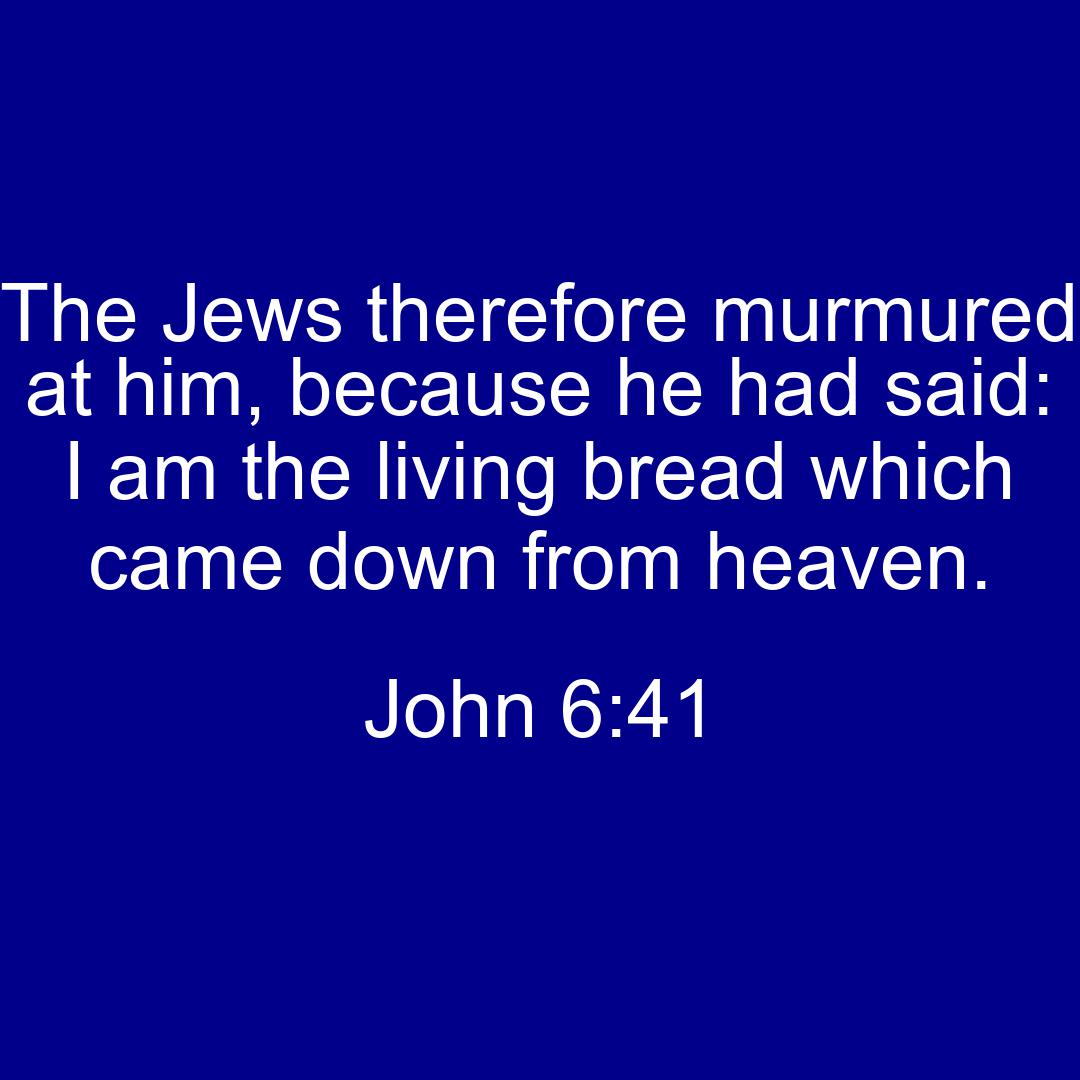 The Jews therefore murmured
at him, because he had said:
I am the living bread which
came down from heaven.
John 6:41